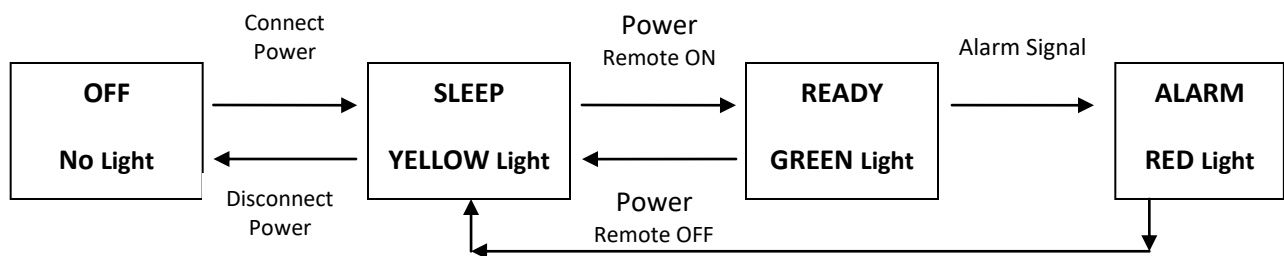 Connect
Power
Power
Remote ON
Alarm Signal
OFF
No Light
SLEEP
YELLOW Light
READY
GREEN Light
ALARM
RED Light
Disconnect
Power
Power
Remote OFF